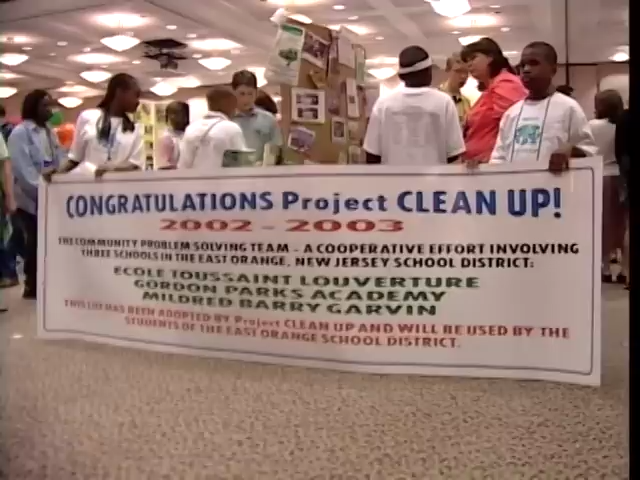 CONGRATULATIONS Project CLEAN UP!
2002 - 2003
THE COMMUNITY PROBLEM SOLVING TEAM - A COOPERATIVE EFFORT INVOLVING
THREE SCHOOLS IN THE EAST ORANGE, NEW JERSEY SCHOOL DISTRICT:
ECOLE TOUSSAINT LOUVERTURE
GORDON PARKS ACADEMY
MILDRED BARRY GARVIN
THIS LOT HAS BEEN ADOPTED BY Project CLEAN UP AND WILL BE USED BY THE
STUDENTS OF THE EAST ORANGE SCHOOL DISTRICT.